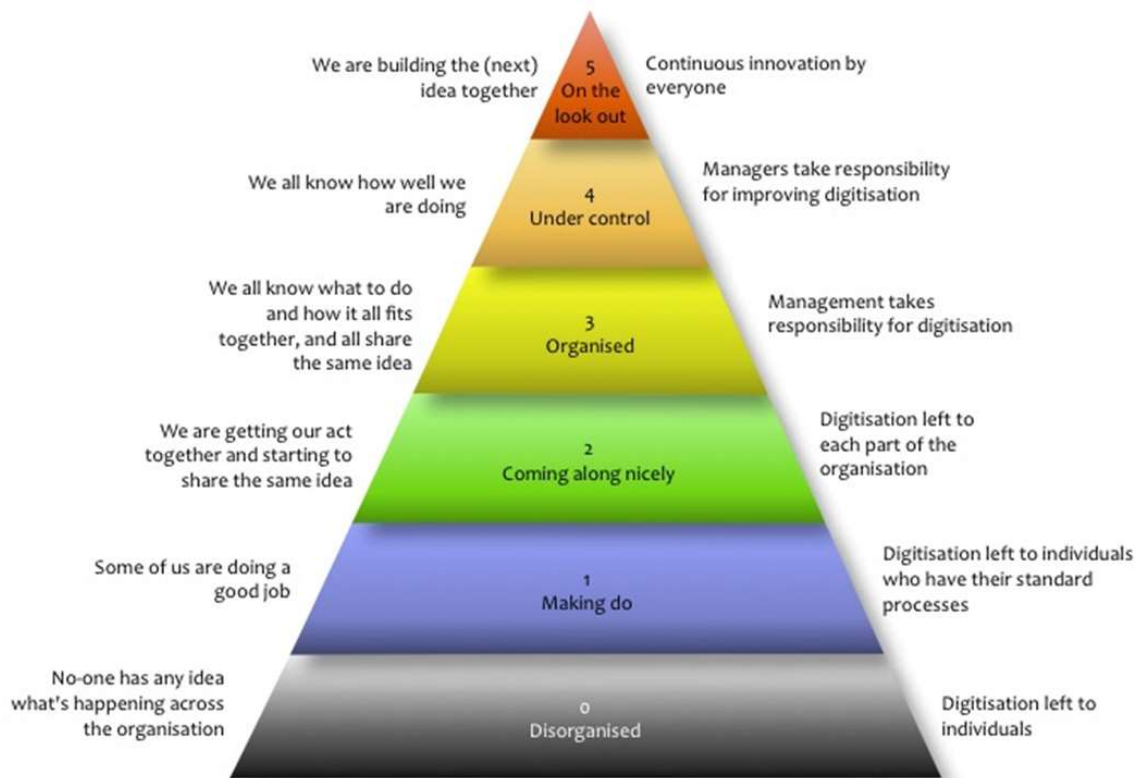 We are building the (next)
idea together
5
On the
look out
Continuous innovation by
everyone
We all know how well we
are doing
4
Under control
Managers take responsibility
for improving digitisation
We all know what to do
and how it all fits
together, and all share
the same idea
3
Organised
Management takes
responsibility for digitisation
We are getting our act
together and starting to
share the same idea
2
Coming along nicely
Digitisation left to
each part of the
organisation
Some of us are doing a
good job
1
Making do
Digitisation left to individuals
who have their standard
processes
No-one has any idea
what's happening across
the organisation
0
Disorganised
Digitisation left to
individuals